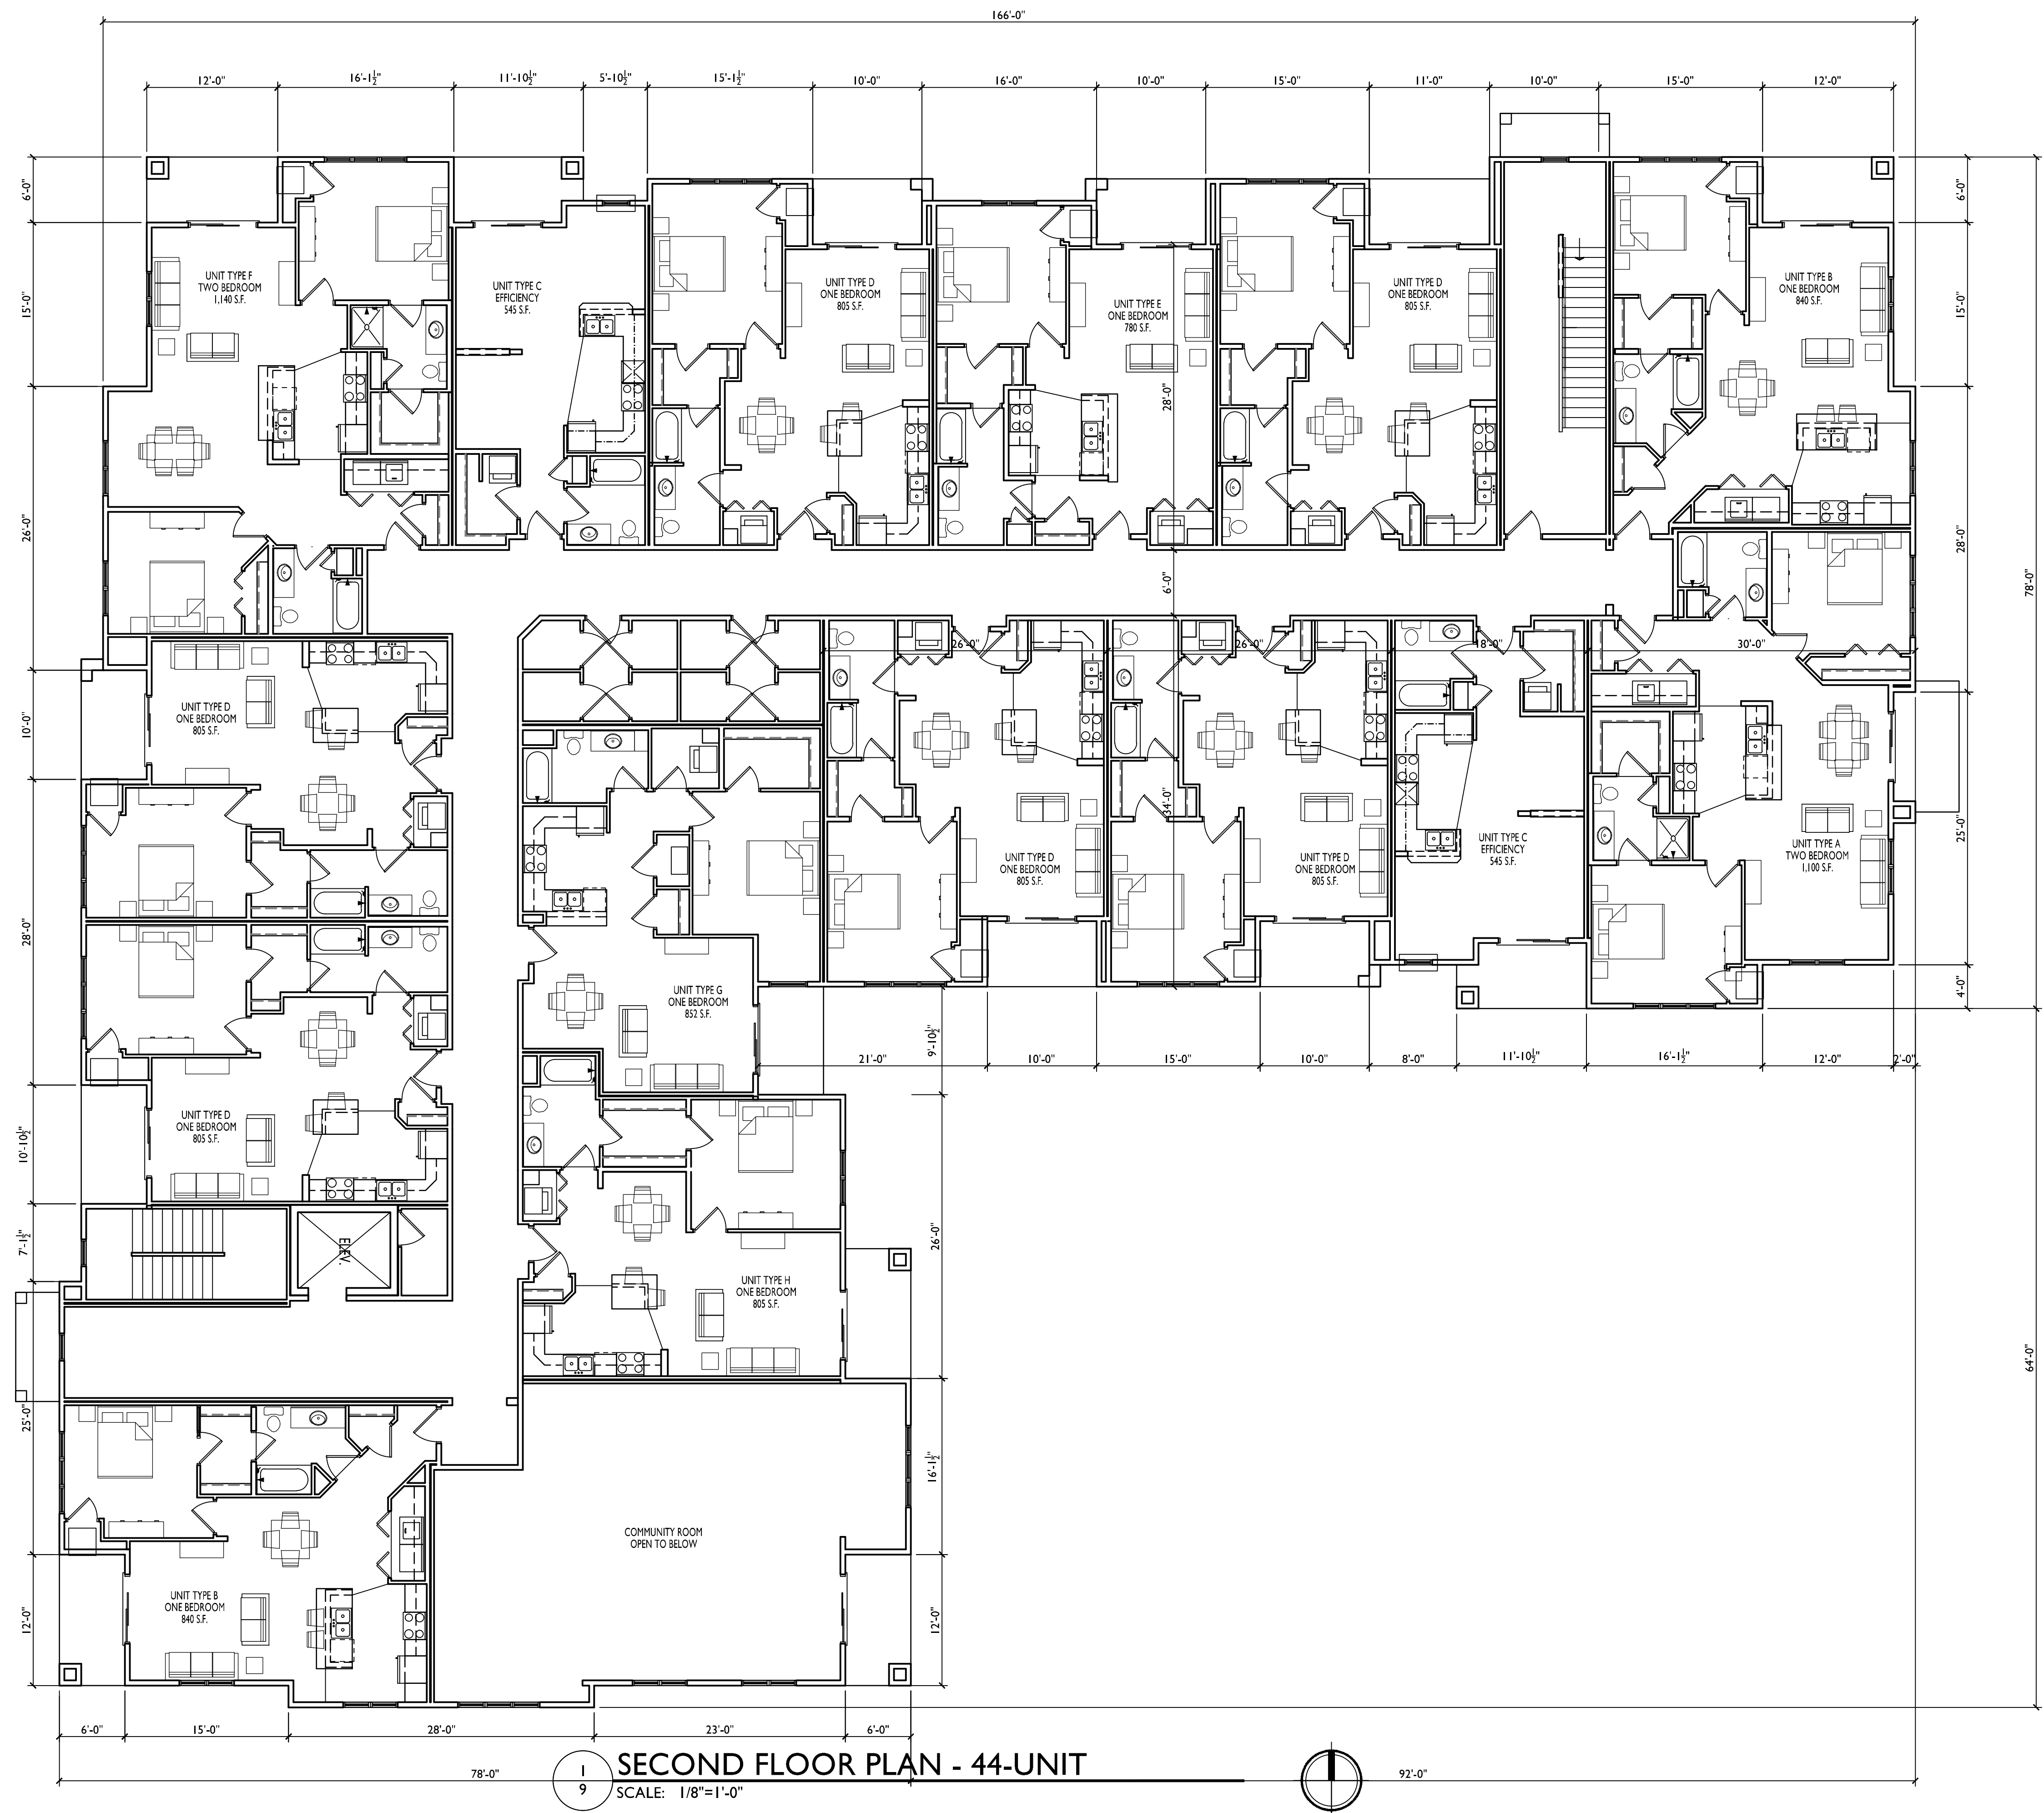 166'-0"
12'-0"
16'-1½"
11'-10½"
5'-10½"
15'-1½"
10'-0"
16'-0"
10'-0"
15'-0"
11'-0"
10'-0"
15'-0"
12'-0"
6'-0"
15'-0"
26'-0"
10'-0"
28'-0"
10'-10½"
7'-1½"
25'-0"
12'-0"
UNIT TYPE F
TWO BEDROOM
1,140 S.F.
UNIT TYPE C
EFFICIENCY
545 S.F.
UNIT TYPE D
ONE BEDROOM
805 S.F.
UNIT TYPE E
ONE BEDROOM
780 S.F.
UNIT TYPE D
ONE BEDROOM
805 S.F.
UNIT TYPE B
ONE BEDROOM
840 S.F.
6'-0"
15'-0"
28'-0"
25'-0"
4'-0"
78'-0"
64'-0"
28'-0"
6'-0"
34'-0"
26'-0"
26'-0"
18'-0"
30'-0"
UNIT TYPE D
ONE BEDROOM
805 S.F.
UNIT TYPE D
ONE BEDROOM
805 S.F.
UNIT TYPE D
ONE BEDROOM
805 S.F.
UNIT TYPE C
EFFICIENCY
545 S.F.
UNIT TYPE A
TWO BEDROOM
1,100 S.F.
UNIT TYPE G
ONE BEDROOM
852 S.F.
21'-0"
10'-0"
15'-0"
10'-0"
8'-0"
11'-10½"
16'-1½"
12'-0"
2'-0"
9'-10½"
26'-0"
16'-1½"
12'-0"
UNIT TYPE D
ONE BEDROOM
805 S.F.
ELEV.
UNIT TYPE H
ONE BEDROOM
805 S.F.
COMMUNITY ROOM
OPEN TO BELOW
UNIT TYPE B
ONE BEDROOM
840 S.F.
6'-0"
15'-0"
28'-0"
23'-0"
6'-0"
78'-0"
92'-0"
1
9
SECOND FLOOR PLAN - 44-UNIT
SCALE: 1/8"=1'-0"